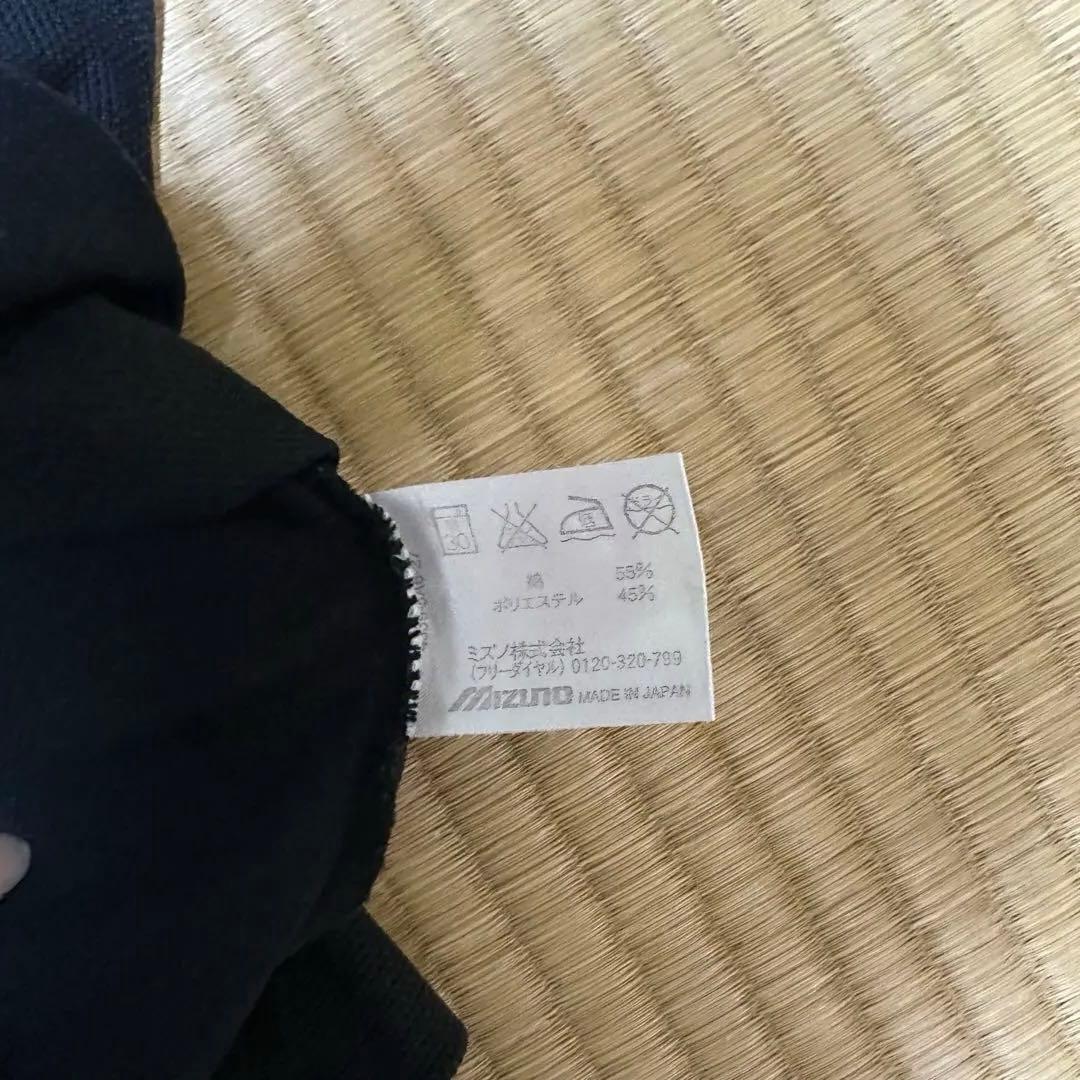 30
綿 55%
ポリエステル 45%
ミズノ株式会社
(フリーダイヤル) 0120-320-799
Mizuno MADE IN JAPAN